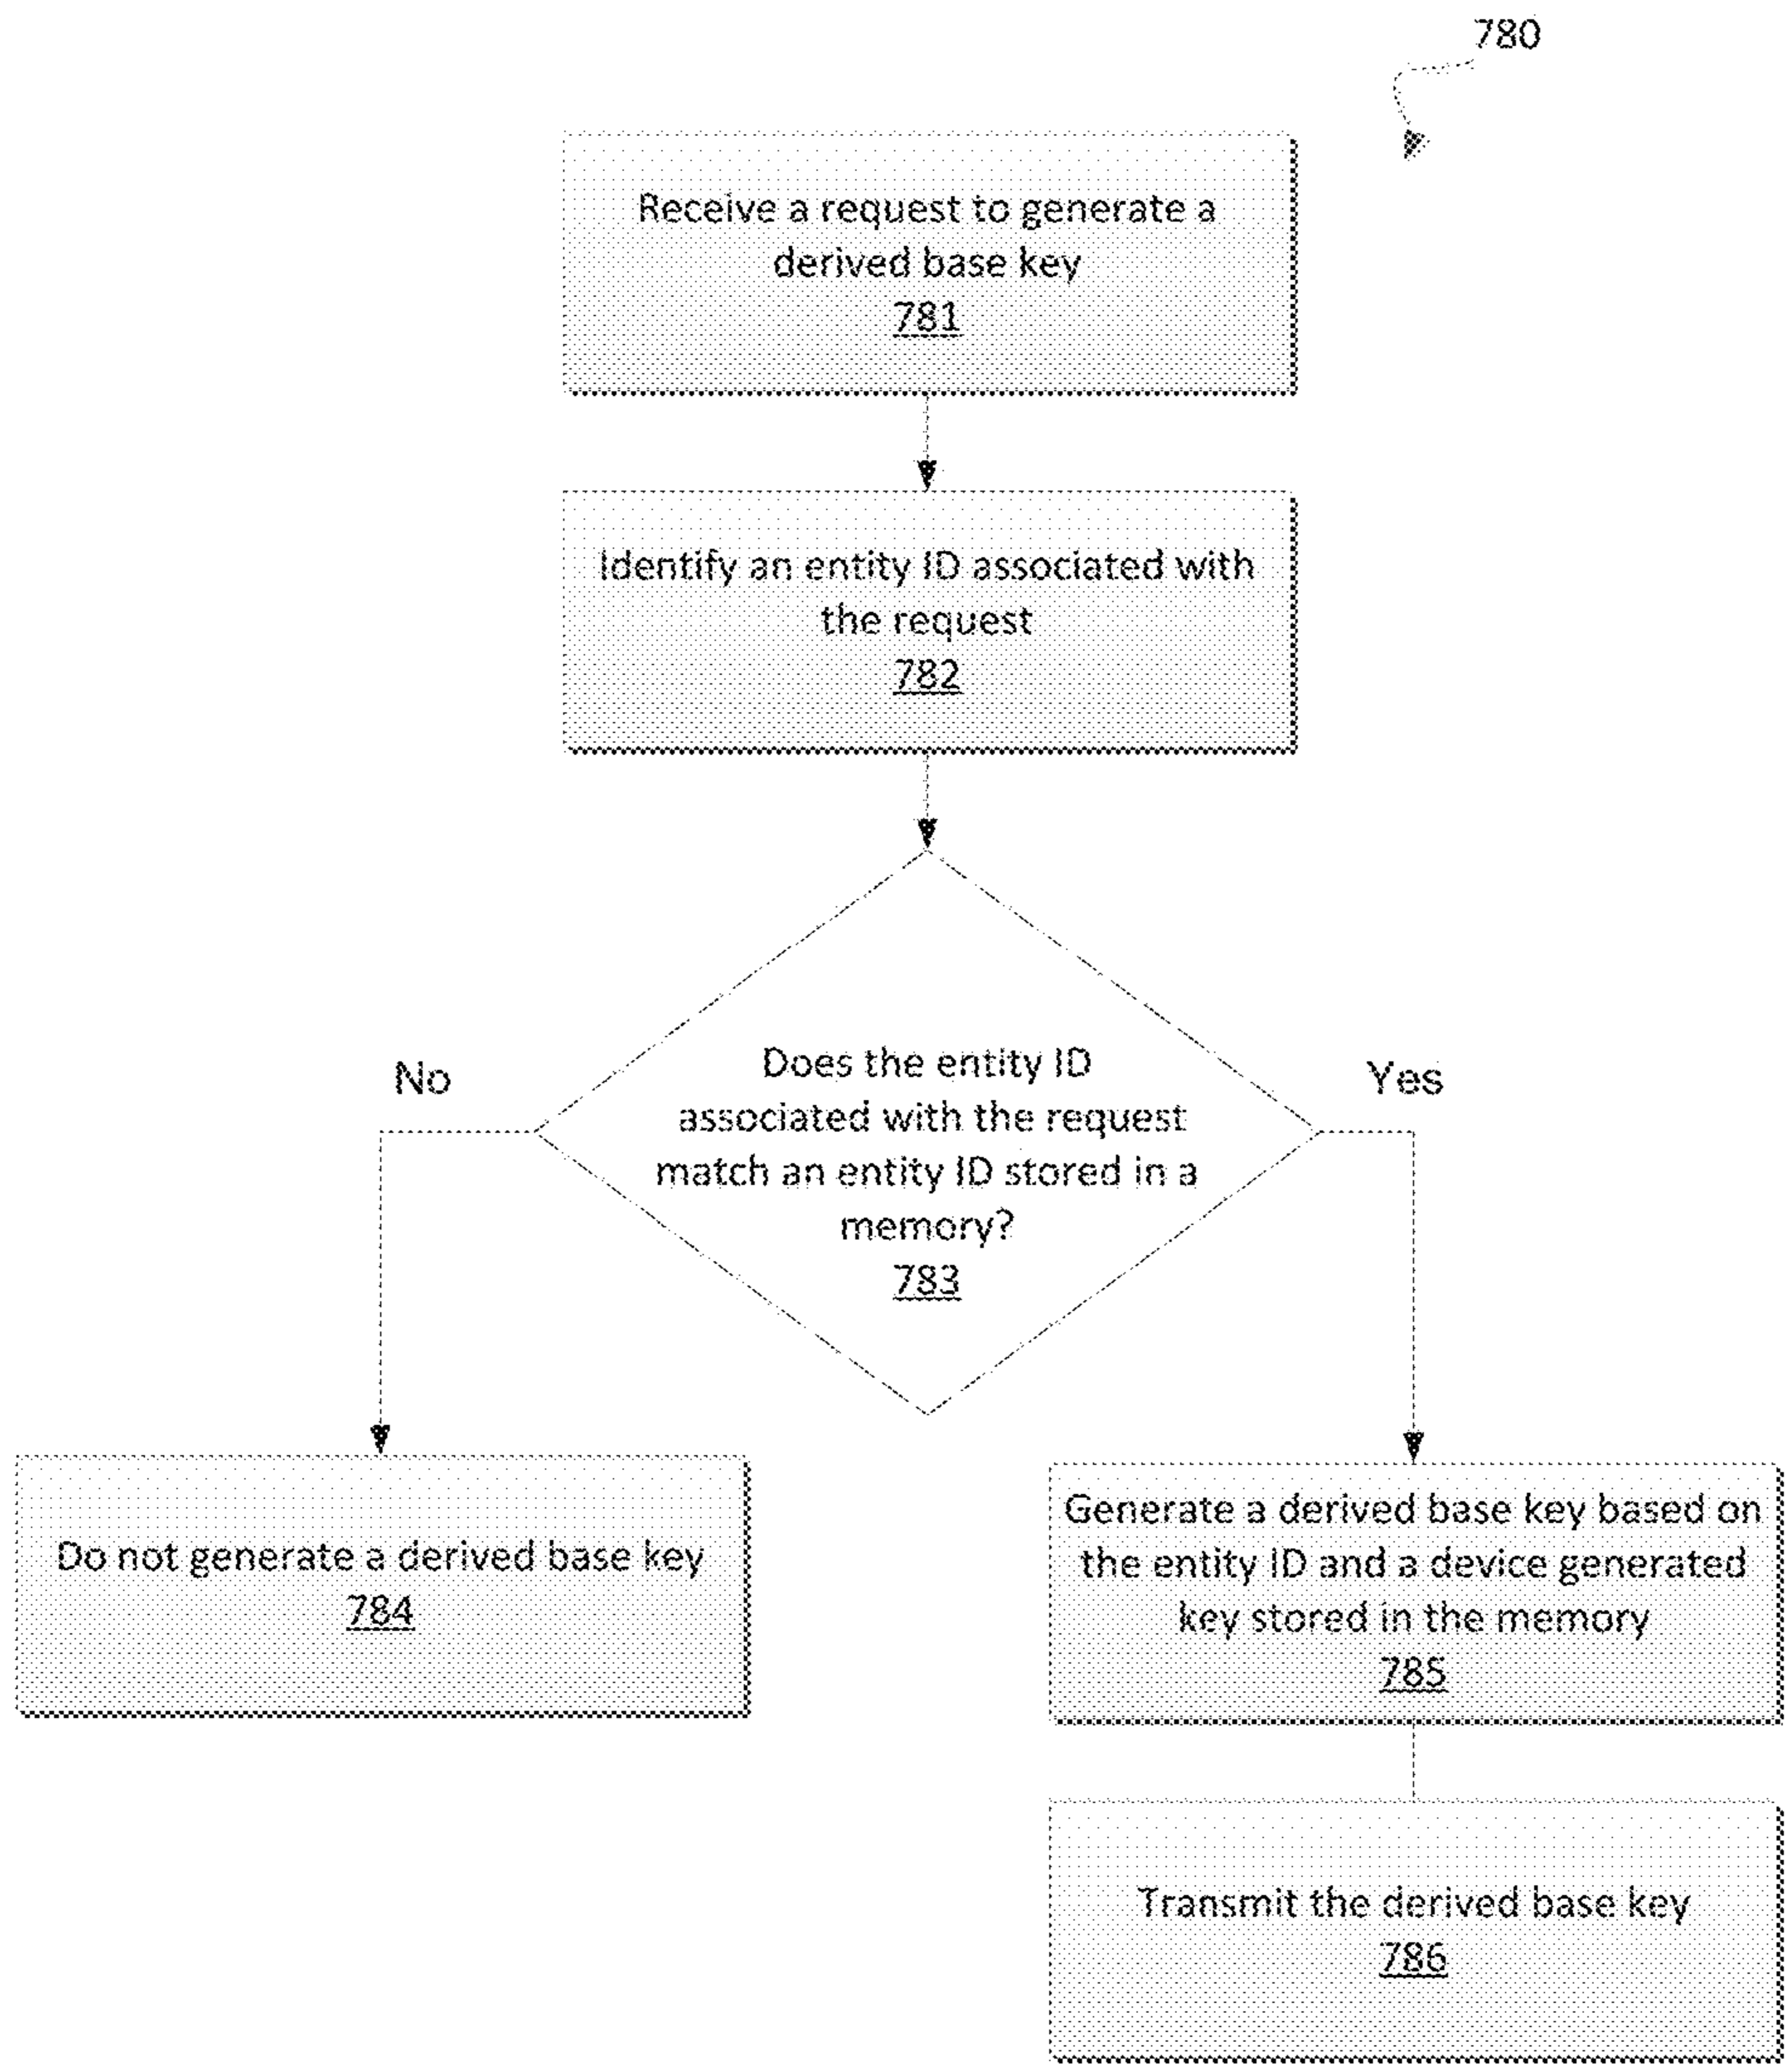 780
Receive a request to generate a
derived base key
781
Identify an entity ID associated with
the request
782
Does the entity ID
associated with the request
match an entity ID stored in a
memory?
783
No
Yes
Do not generate a derived base key
784
Generate a derived base key based on
the entity ID and a device generated
key stored in the memory
785
Transmit the derived base key
786